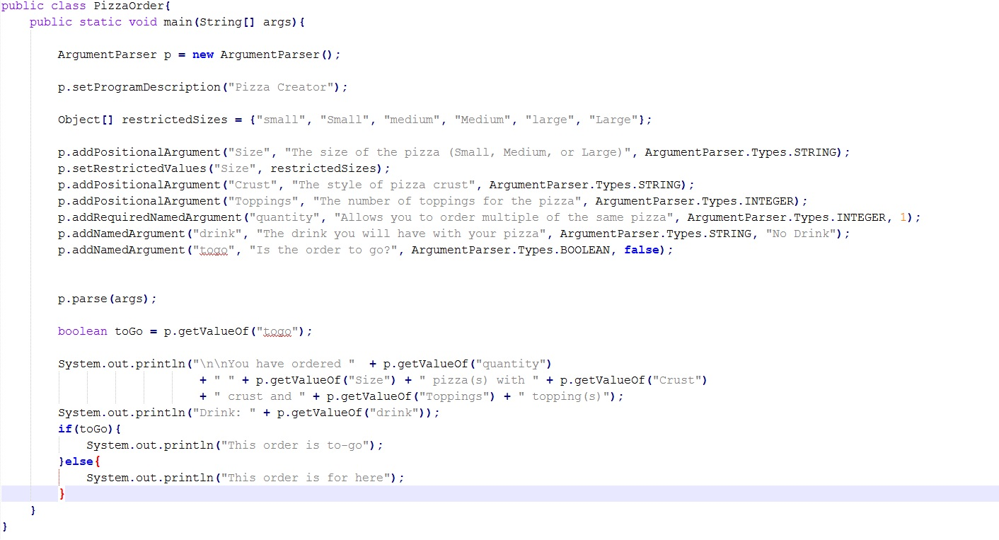 public class PizzaOrder{
public static void main(String[] args){
ArgumentParser p = new ArgumentParser();
p.setProgramDescription("Pizza Creator");
Object[] restrictedSizes = {"small", "Small", "medium", "Medium", "large", "Large"};
p.addPositionalArgument("Size", "The size of the pizza (Small, Medium, or Large)", ArgumentParser.Types.STRING);
p.setRestrictedValues("Size", restrictedSizes);
p.addPositionalArgument("Crust", "The style of pizza crust", ArgumentParser.Types.STRING);
p.addPositionalArgument("Toppings", "The number of toppings for the pizza", ArgumentParser.Types.INTEGER);
p.addRequiredNamedArgument("quantity", "Allows you to order multiple of the same pizza", ArgumentParser.Types.INTEGER, 1);
p.addNamedArgument("drink", "The drink you will have with your pizza", ArgumentParser.Types.STRING, "No Drink");
p.addNamedArgument("togo", "Is the order to go?", ArgumentParser.Types.BOOLEAN, false);
p.parse(args);
boolean toGo = p.getValueOf("togo");
System.out.println("\n\nYou have ordered "  + p.getValueOf("quantity")
+ " " + p.getValueOf("Size") + " pizza(s) with " + p.getValueOf("Crust")
+ " crust and " + p.getValueOf("Toppings") + " topping(s)");
System.out.println("Drink: " + p.getValueOf("drink"));
if(toGo){
System.out.println("This order is to-go");
}else{
System.out.println("This order is for here");
}
}
}